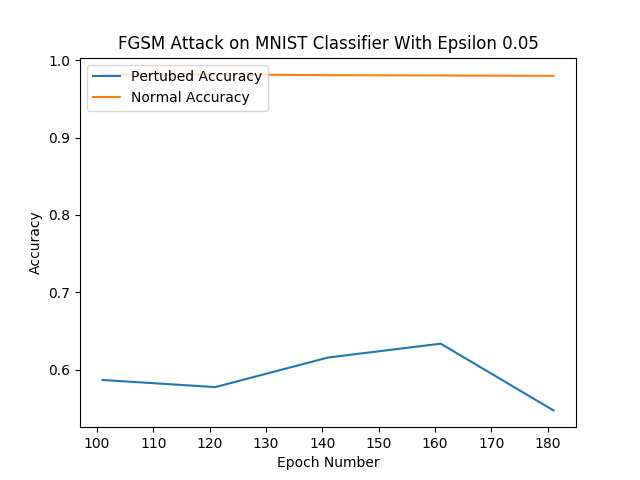 FGSM Attack on MNIST Classifier With Epsilon 0.05
Pertubed Accuracy
Normal Accuracy
1.0
0.9
0.8
0.7
0.6
Accuracy
100 110 120 130 140 150 160 170 180
Epoch Number